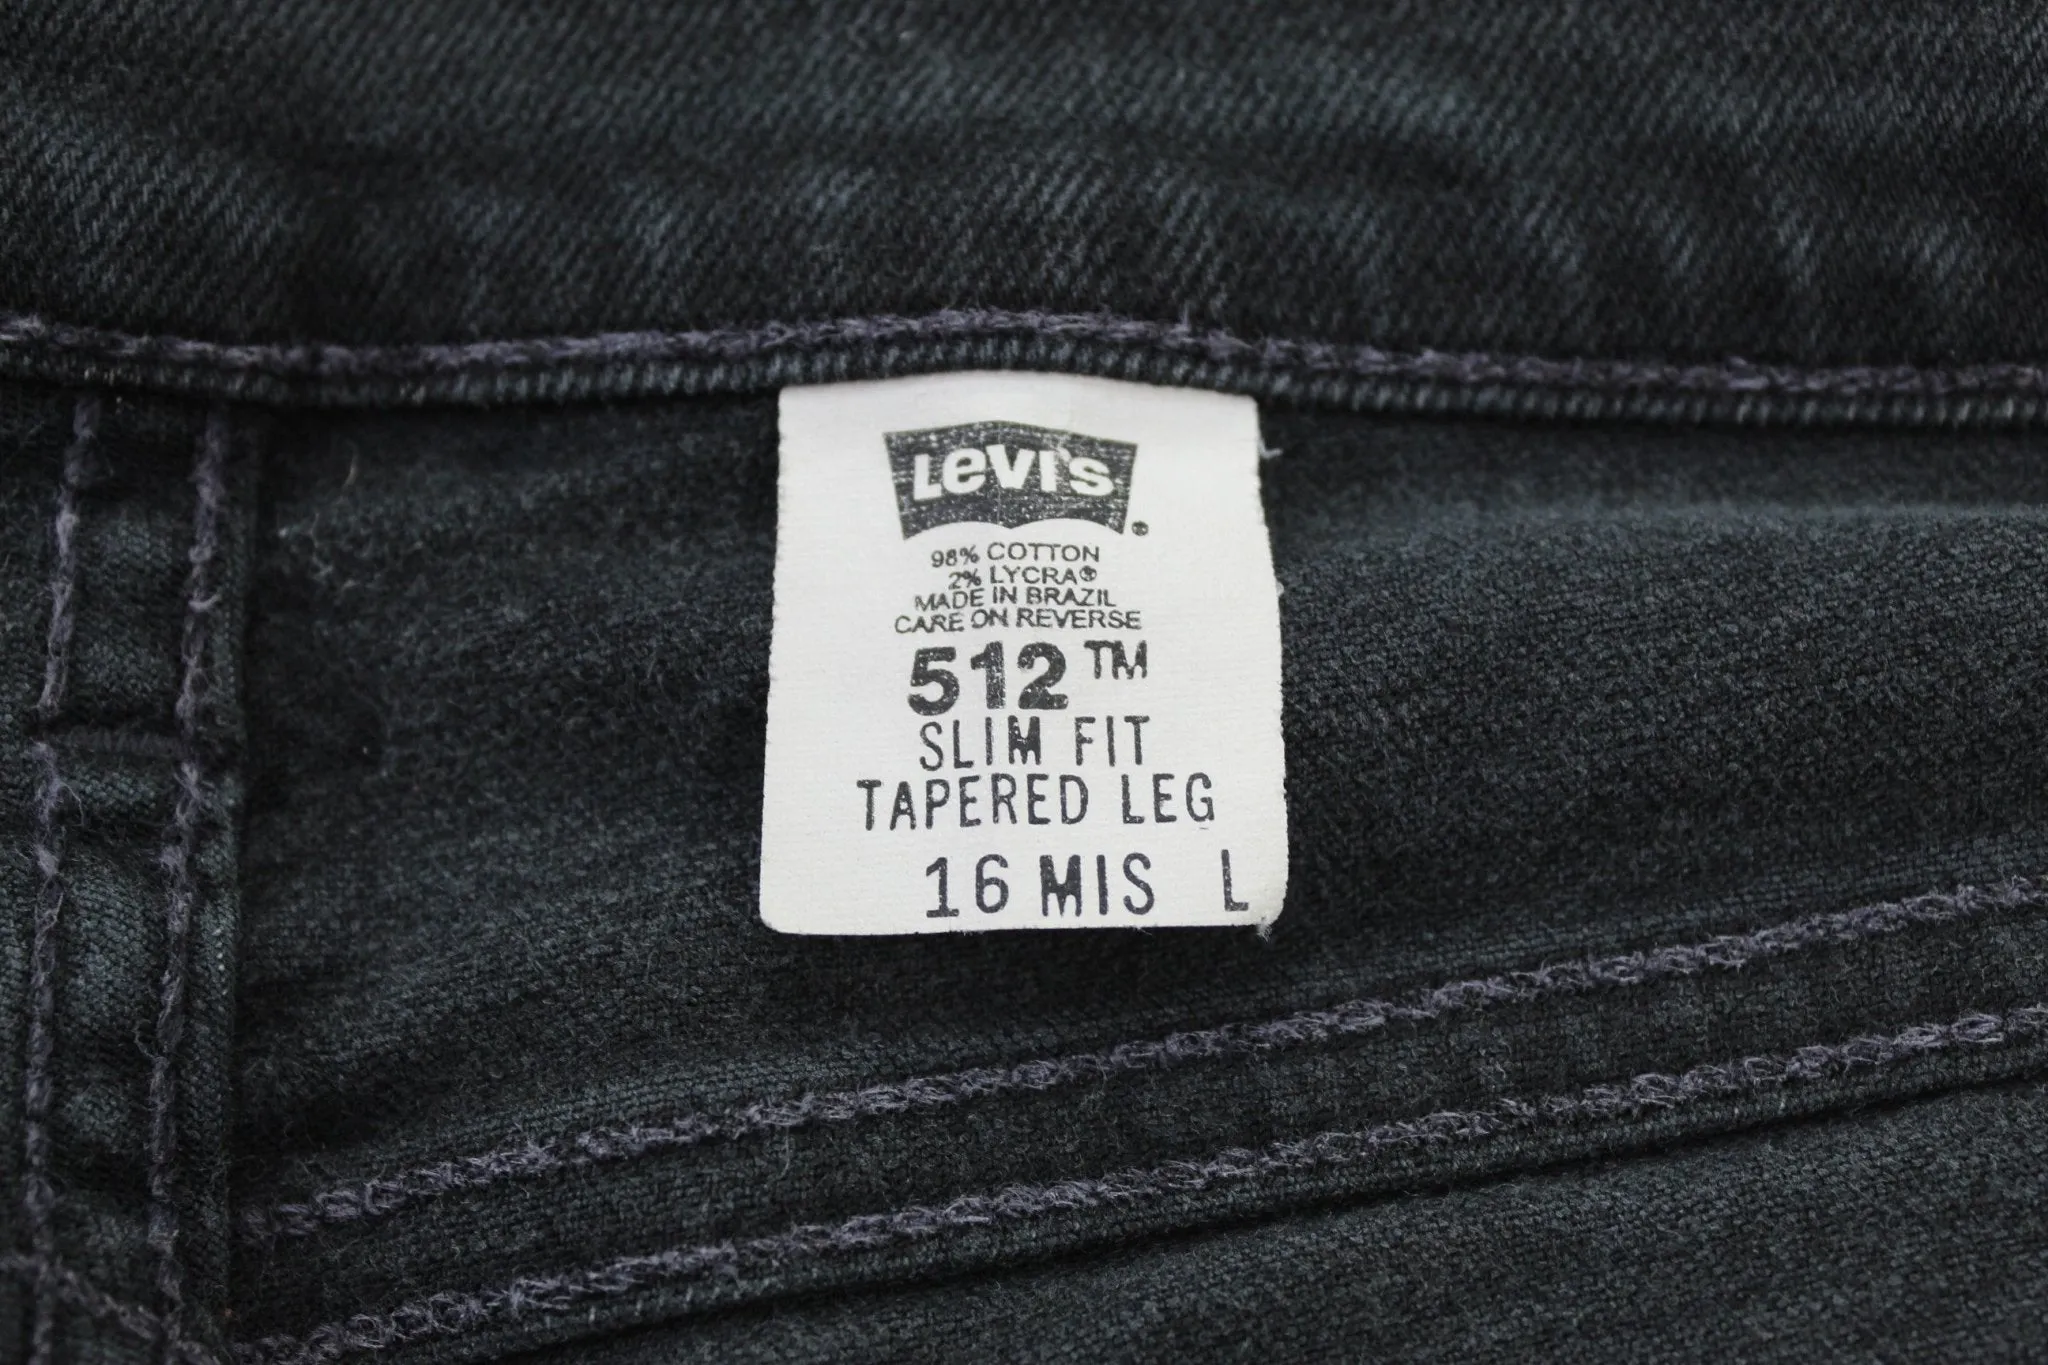 Levi's®
98% COTTON
2% LYCRA®
MADE IN BRAZIL
CARE ON REVERSE
512™
SLIM FIT
TAPERED LEG
16 MIS L